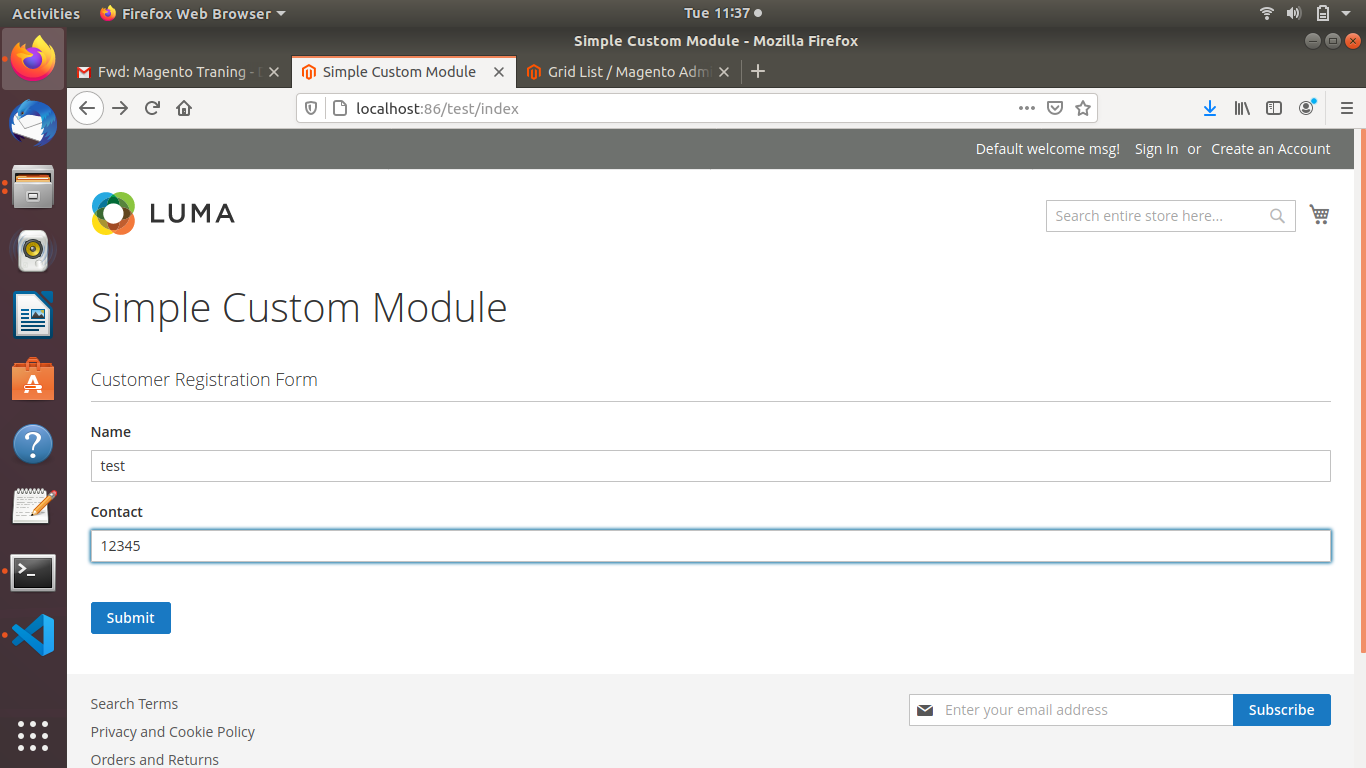 Activities Firefox Web Browser Tue 11:37
Simple Custom Module - Mozilla Firefox
Fwd: Magento Traning - Simple Custom Module Grid List / Magento Adm
localhost:86/test/index
Default welcome msg! Sign In or Create an Account
LUMA
Search entire store here...
Simple Custom Module
Customer Registration Form
Name
test
Contact
12345
Submit
Search Terms
Enter your email address Subscribe
Privacy and Cookie Policy
Orders and Returns